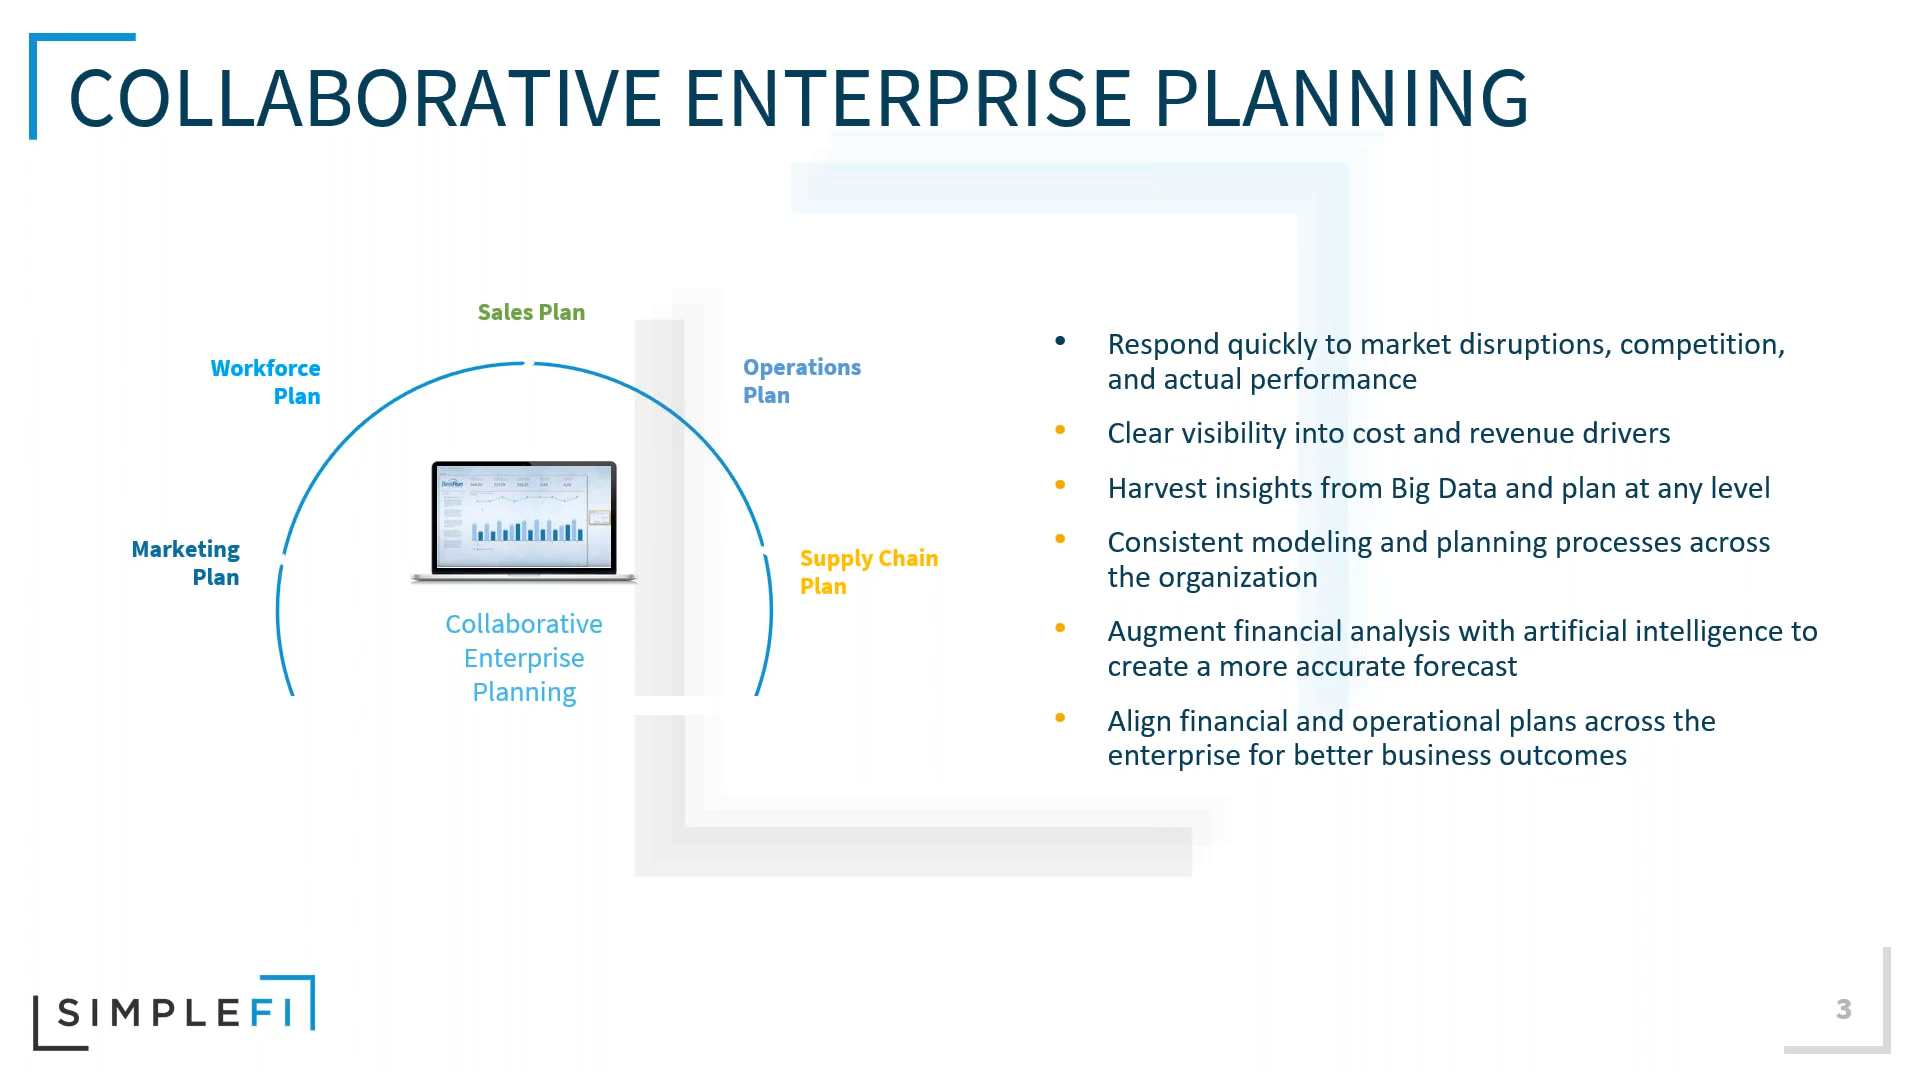 COLLABORATIVE ENTERPRISE PLANNING
Sales Plan
Workforce
Plan
Operations
Plan
Marketing
Plan
Supply Chain
Plan
BestRun
Collaborative
Enterprise
Planning
• Respond quickly to market disruptions, competition,
and actual performance
• Clear visibility into cost and revenue drivers
• Harvest insights from Big Data and plan at any level
• Consistent modeling and planning processes across
the organization
• Augment financial analysis with artificial intelligence to
create a more accurate forecast
• Align financial and operational plans across the
enterprise for better business outcomes
SIMPLEFI
3